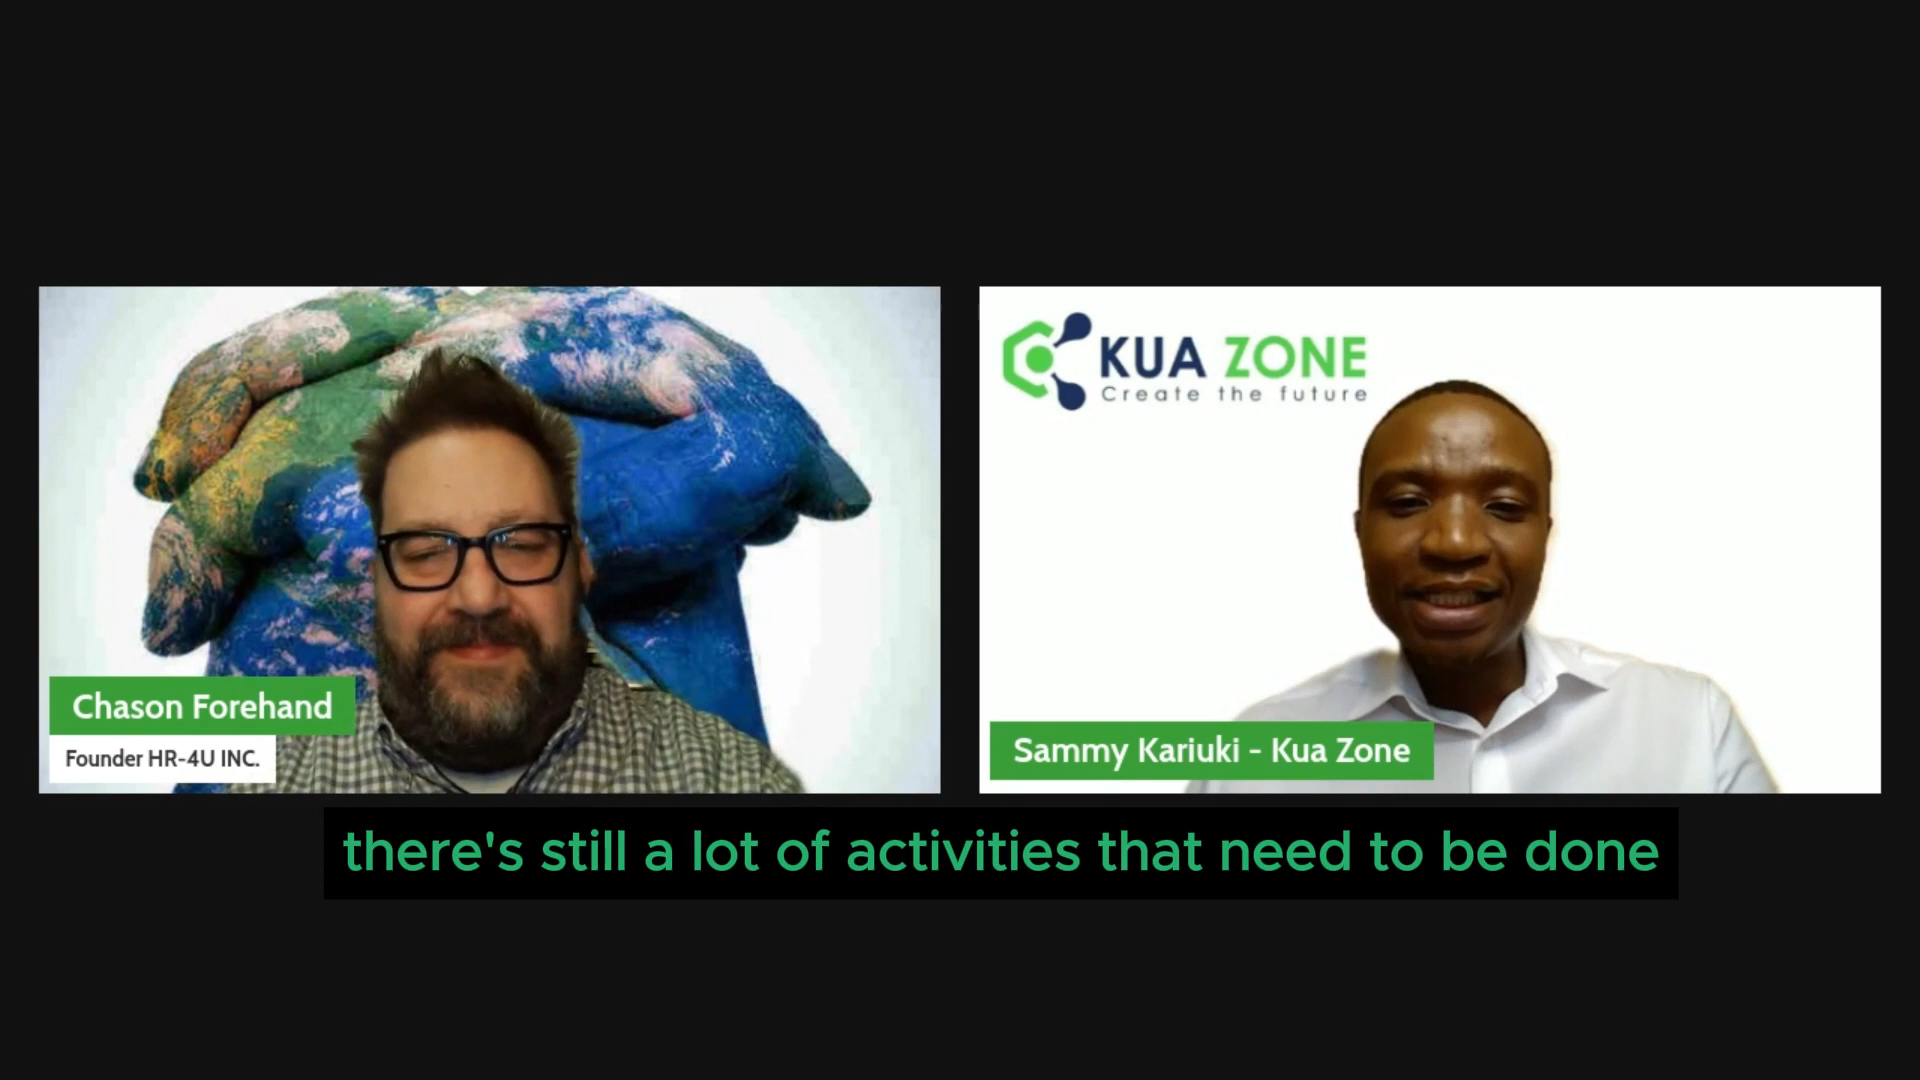 KUA ZONE
Create the future
Chason Forehand
Founder HR-4U INC.
Sammy Kariuki - Kua Zone
there's still a lot of activities that need to be done